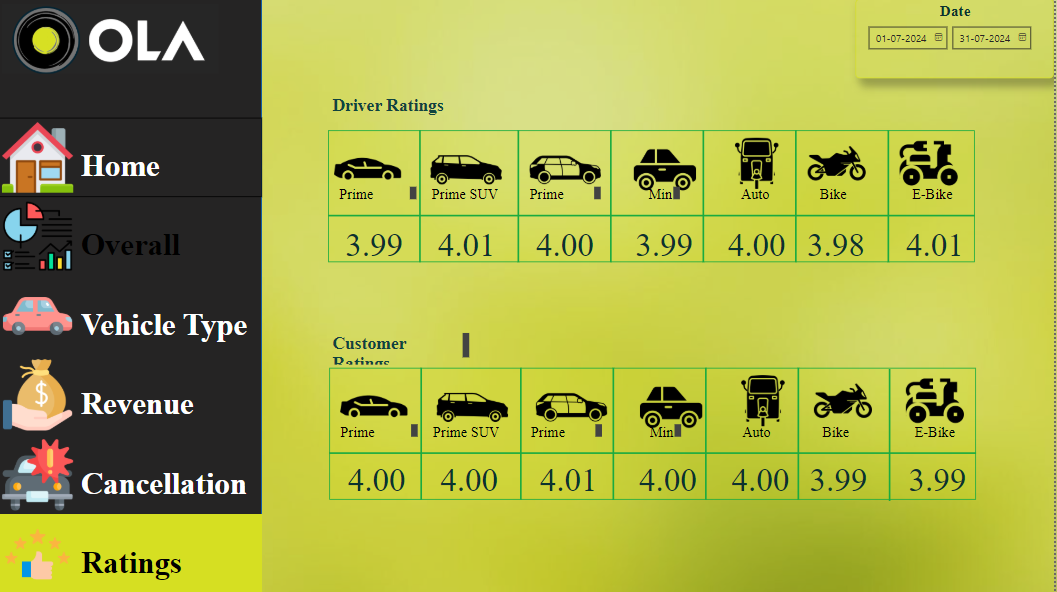 OLA
Home
Overall
Vehicle Type
Revenue
Cancellation
Ratings
Date
01-07-2024 31-07-2024
Driver Ratings
Prime Prime SUV Prime Min Auto Bike E-Bike
3.99 4.01 4.00 3.99 4.00 3.98 4.01
Customer
Ratings
Prime Prime SUV Prime Min Auto Bike E-Bike
4.00 4.00 4.01 4.00 4.00 3.99 3.99